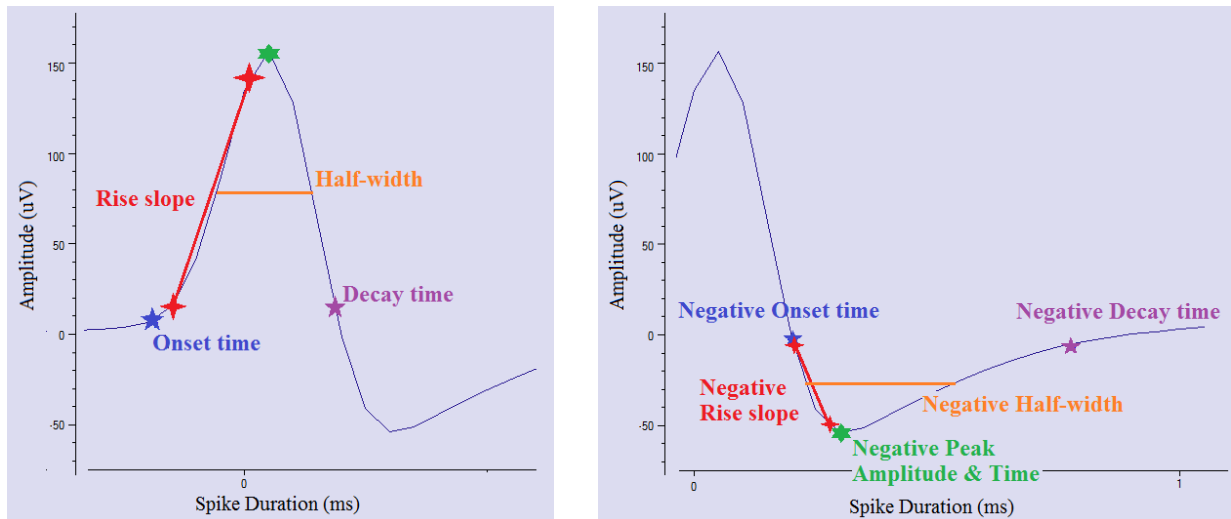 150
100
50
0
-50
Amplitude (uV)
Rise slope
Half-width
Decay time
Onset time
0
Spike Duration (ms)
150
100
50
0
-50
Amplitude (uV)
Negative Onset time
Negative Decay time
Negative
Rise slope
Negative Half-width
Negative Peak
Amplitude & Time
0
1
Spike Duration (ms)